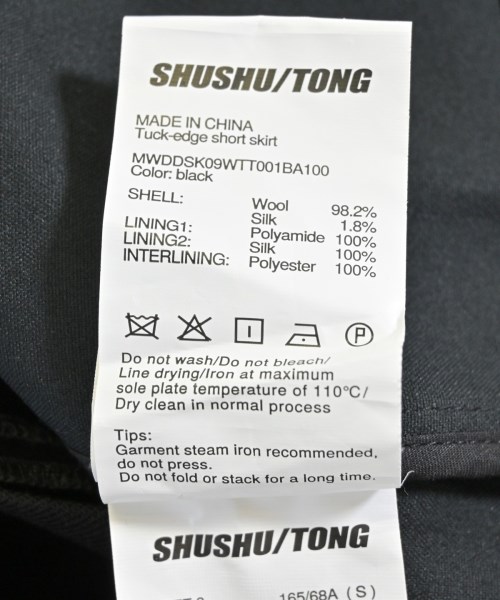 SHUSHU/TONG
MADE IN CHINA
Tuck-edge short skirt
MWDDSK09WTT001BA100
Color: black
SHELL: Wool 98.2%
Silk 1.8%
LINING1: Polyamide 100%
LINING2: Silk 100%
INTERLINING: Polyester 100%
P
Do not wash/Do not bleach/
Line drying/Iron at maximum
sole plate temperature of 110°C/
Dry clean in normal process
Tips:
Garment steam iron recommended,
do not press.
Do not fold or stack for a long time.
SHUSHU/TONG
165/68A (S)